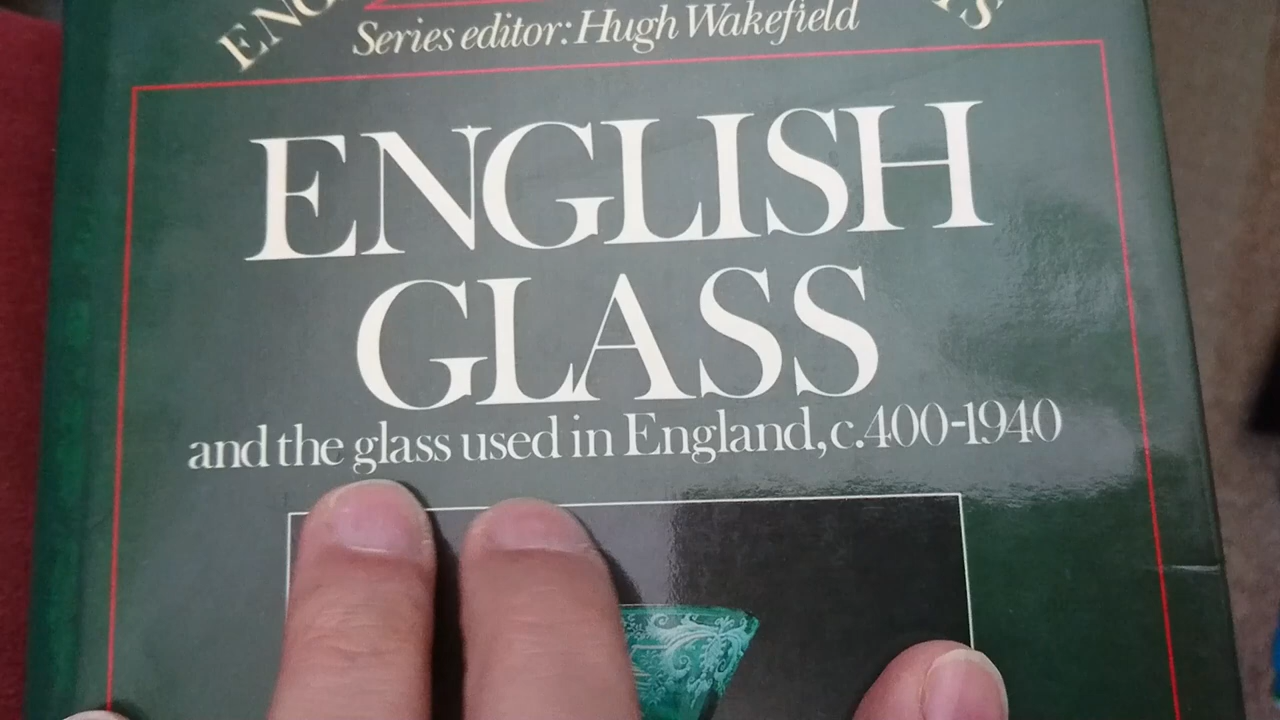 Series editor: Hugh Wakefield
ENGLISH
GLASS
and the glass used in England, c.400-1940